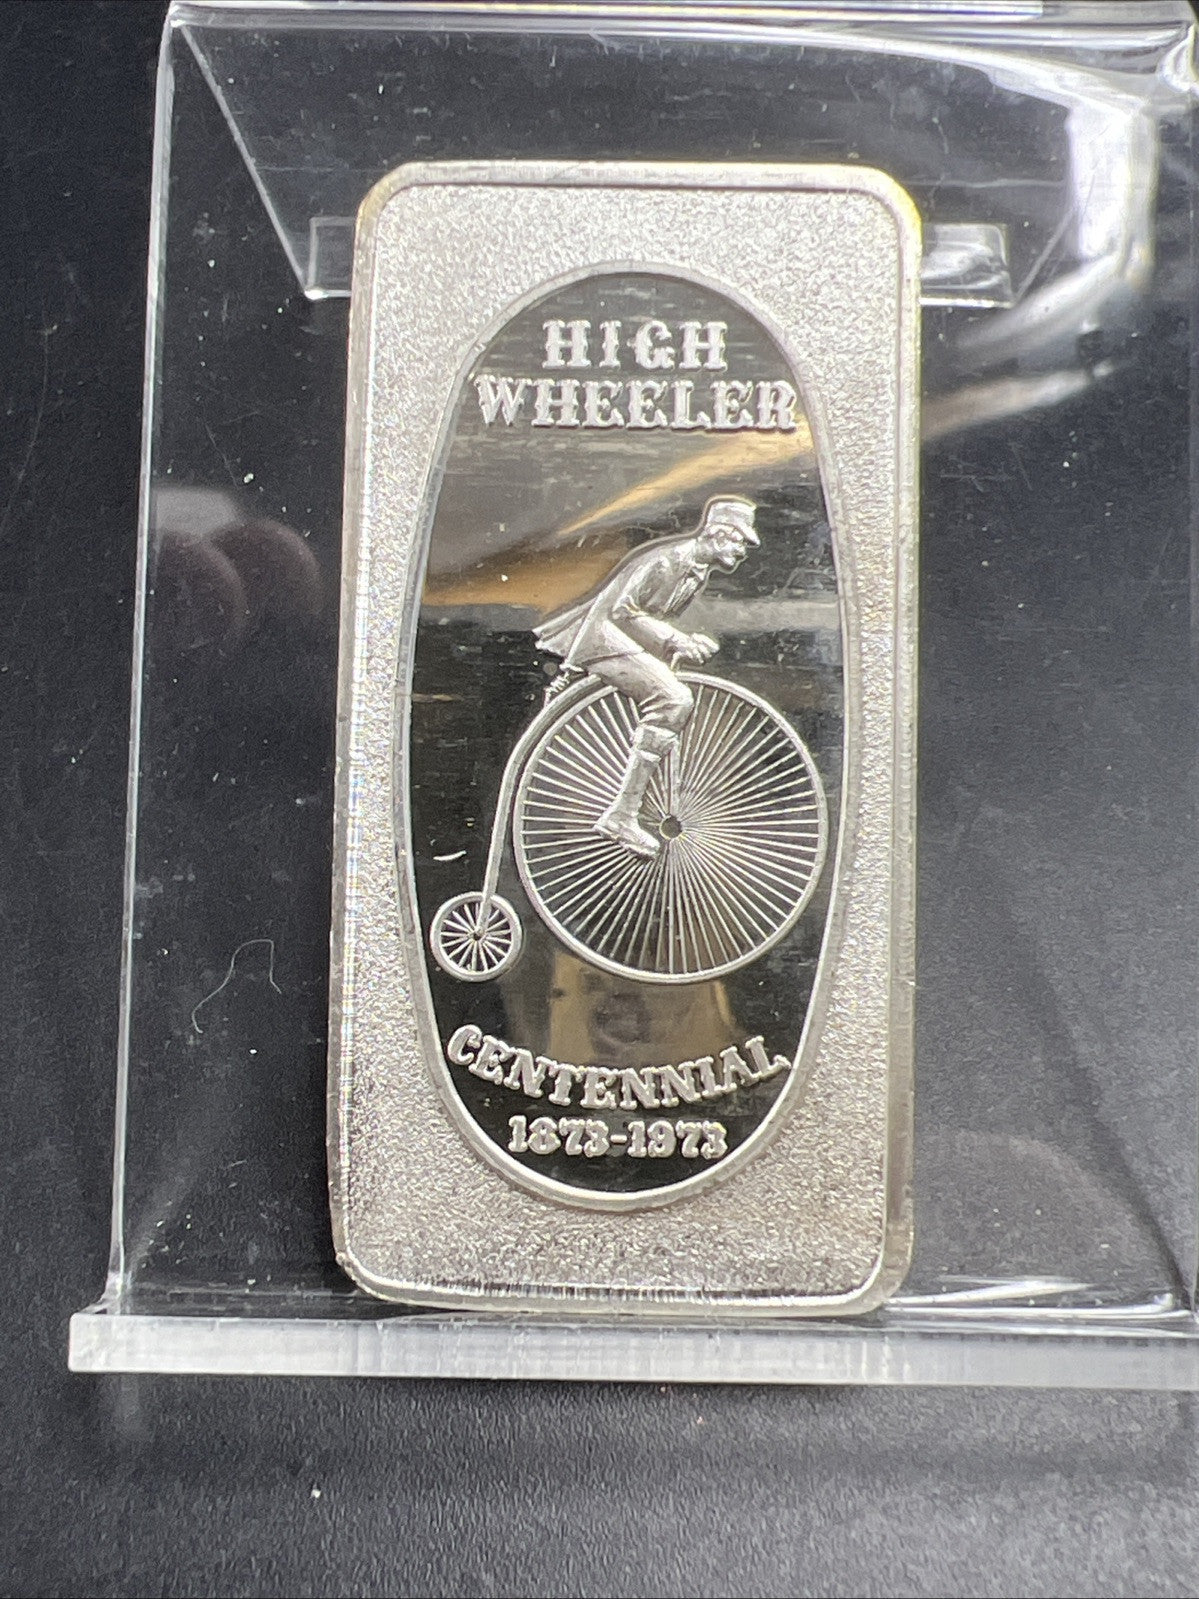 HIGH
WHEELER
CENTENNIAL
1873-1973